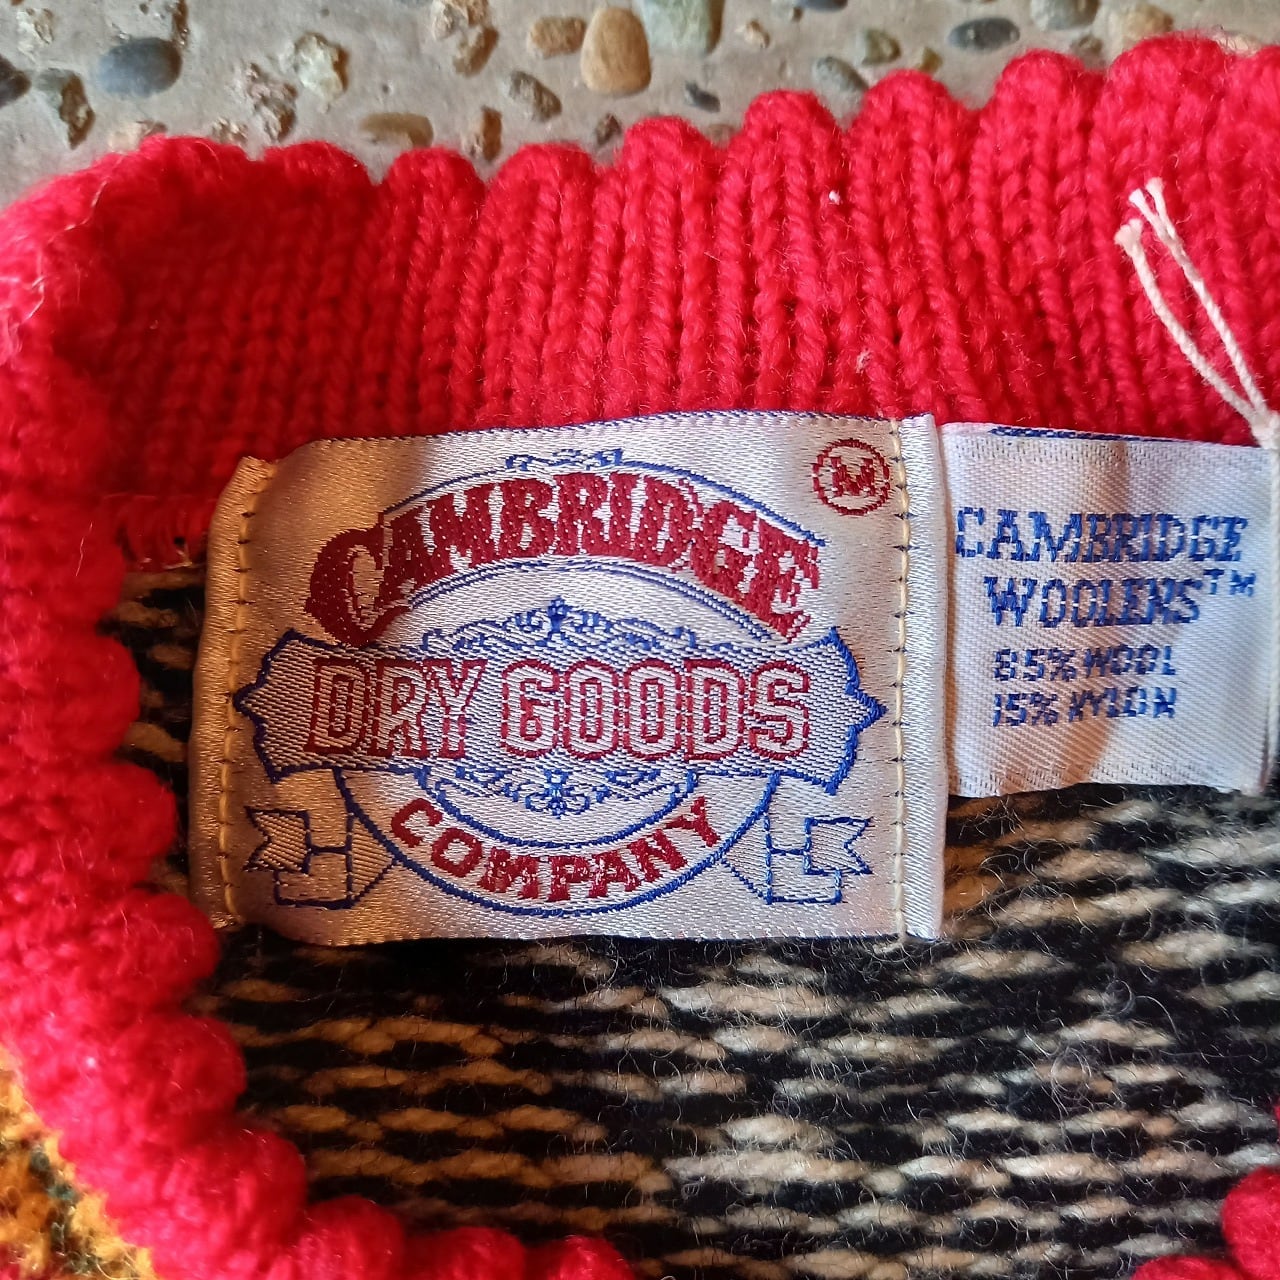 M
CAMBRIDGE
DRY GOODS
COMPANY
CAMBRIDGE
WOOLENS™
85% WOOL
15% NYLON